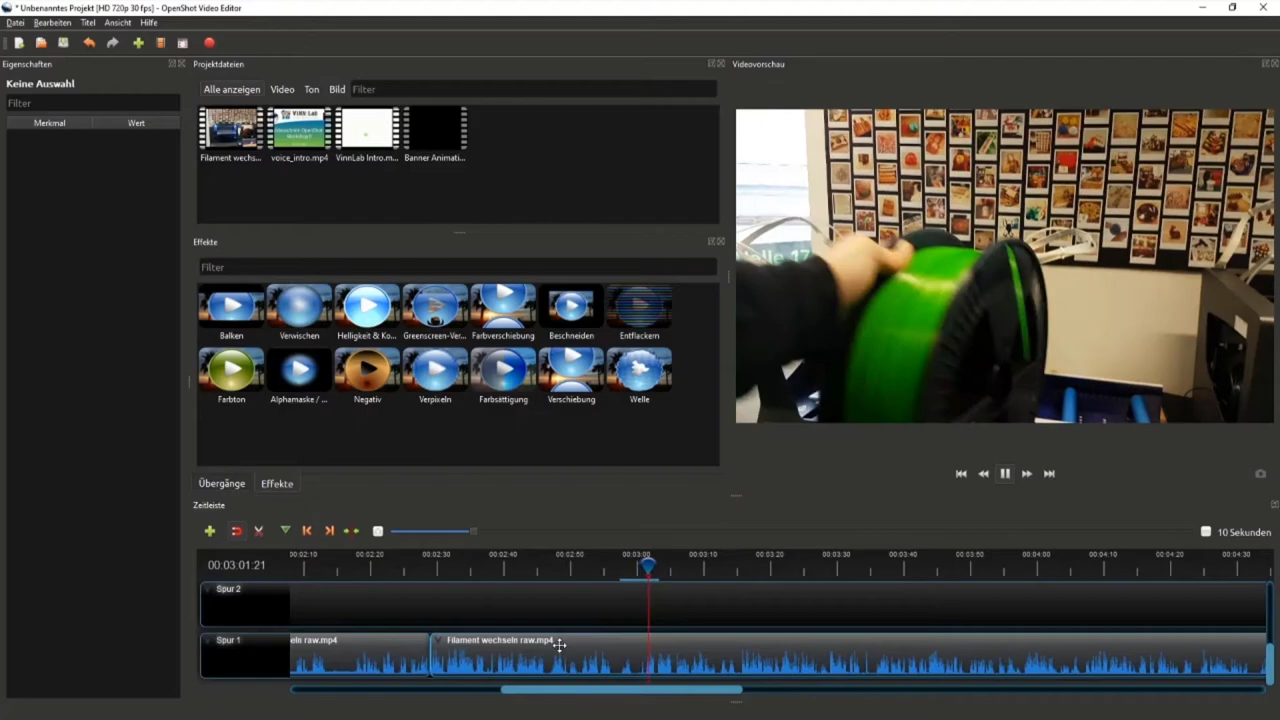 * Unbenanntes Projekt [HD 720p 30 fps] - OpenShot Video Editor
Datei Bearbeiten Titel Ansicht Hilfe
Eigenschaften
Keine Auswahl
Filter
Merkmal Wert
Projektdateien
Alle anzeigen Video Ton Bild Filter
VINN Lab
Filament wechs... voice_intro.mp4 VinnLab Intro.m... Banner Animati...
Effekte
Filter
Balken Verwischen Helligkeit & Ko... Greenscreen-Ver... Farbverschiebung Beschneiden Entflackern
Farbton Alphamaske / ... Negativ Verpixeln Farbsättigung Verschiebung Welle
Übergänge Effekte
Videovorschau
Halle 17
Zeitleiste
10 Sekunden
00:03:01:21
00:02:10 00:02:20 00:02:30 00:02:40 00:02:50 00:03:00 00:03:10 00:03:20 00:03:30 00:03:40 00:03:50 00:04:00 00:04:10 00:04:20 00:04:30
Spur 2
Spur 1
eln raw.mp4
Filament wechseln raw.mp4